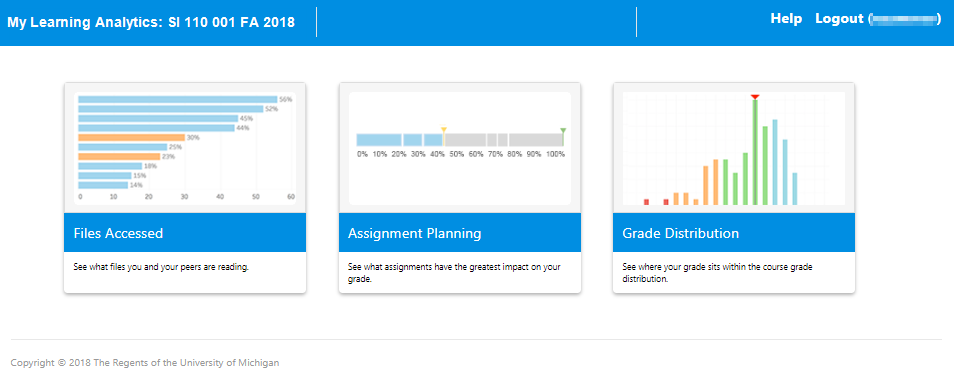 My Learning Analytics: SI 110 001 FA 2018
Help Logout ( )
56%
52%
45%
44%
30%
25%
23%
18%
15%
14%
0 10 20 30 40 50 60
0% 10% 20% 30% 40% 50% 60% 70% 80% 90% 100%
Files Accessed
See what files you and your peers are reading.
Assignment Planning
See what assignments have the greatest impact on your
grade.
Grade Distribution
See where your grade sits within the course grade
distribution.
Copyright © 2018 The Regents of the University of Michigan